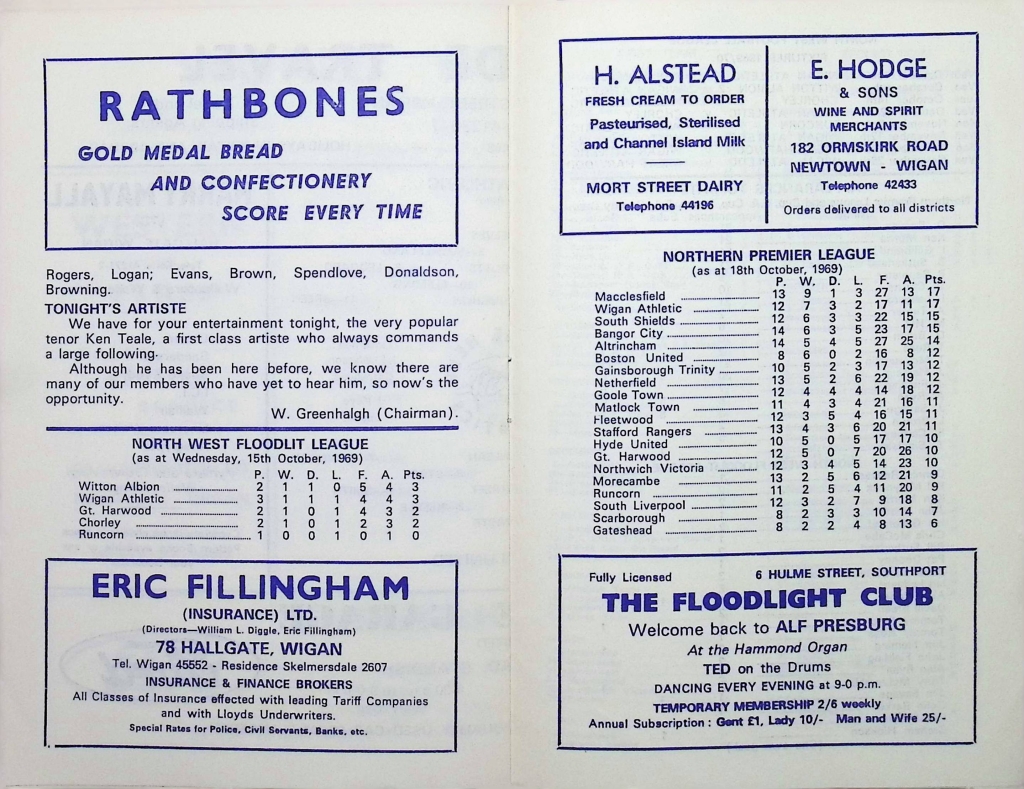 RATHBONES
GOLD MEDAL BREAD
AND CONFECTIONERY
SCORE EVERY TIME
Rogers, Logan; Evans, Brown, Spendlove, Donaldson,
Browning.
TONIGHT'S ARTISTE
We have for your entertainment tonight, the very popular
tenor Ken Teale, a first class artiste who always commands
a large following.
Although he has been here before, we know there are
many of our members who have yet to hear him, so now's the
opportunity.
W. Greenhalgh (Chairman).
NORTH WEST FLOODLIT LEAGUE
(as at Wednesday, 15th October, 1969)
P. W. D. L. F. A. Pts.
Witton Albion 2 1 1 0 5 4 3
Wigan Athletic 3 1 1 1 4 4 3
Gt. Harwood 2 1 0 1 4 3 2
Chorley 2 1 0 1 2 3 2
Runcorn 1 0 0 1 0 1 0
ERIC FILLINGHAM
(INSURANCE) LTD.
(Directors—William L. Diggle, Eric Fillingham)
78 HALLGATE, WIGAN
Tel. Wigan 45552 - Residence Skelmersdale 2607
INSURANCE & FINANCE BROKERS
All Classes of Insurance effected with leading Tariff Companies
and with Lloyds Underwriters.
Special Rates for Police, Civil Servants, Banks, etc.
H. ALSTEAD
FRESH CREAM TO ORDER
Pasteurised, Sterilised
and Channel Island Milk
MORT STREET DAIRY
Telephone 44196
E. HODGE
& SONS
WINE AND SPIRIT
MERCHANTS
182 ORMSKIRK ROAD
NEWTOWN - WIGAN
Telephone 42433
Orders delivered to all districts
NORTHERN PREMIER LEAGUE
(as at 18th October, 1969)
P. W. D. L. F. A. Pts.
Macclesfield 13 9 1 3 27 13 17
Wigan Athletic 12 7 3 2 17 11 17
South Shields 12 6 3 3 22 15 15
Bangor City 14 6 3 5 23 17 15
Altrincham 14 5 4 5 27 25 14
Boston United 8 6 0 2 16 8 12
Gainsborough Trinity 10 5 2 3 17 13 12
Netherfield 13 5 2 6 22 19 12
Goole Town 12 4 4 4 14 18 12
Matlock Town 11 4 3 4 21 16 11
Fleetwood 12 3 5 4 16 15 11
Stafford Rangers 13 4 3 6 20 21 11
Hyde United 10 5 0 5 17 17 10
Gt. Harwood 12 5 0 7 20 26 10
Northwich Victoria 12 3 4 5 14 23 10
Morecambe 13 2 5 6 12 21 9
Runcorn 11 2 5 4 11 20 9
South Liverpool 12 3 2 7 9 18 8
Scarborough 8 2 3 3 10 14 7
Gateshead 8 2 2 4 8 13 6
Fully Licensed 6 HULME STREET, SOUTHPORT
THE FLOODLIGHT CLUB
Welcome back to ALF PRESBURG
At the Hammond Organ
TED on the Drums
DANCING EVERY EVENING at 9-0 p.m.
TEMPORARY MEMBERSHIP 2/6 weekly
Annual Subscription : Gent £1, Lady 10/- Man and Wife 25/-